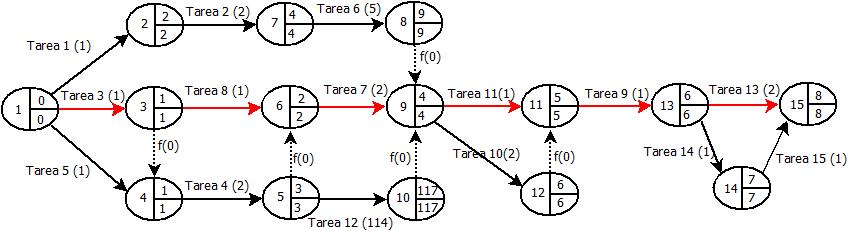 Tarea 1 (1)
2 2 2
Tarea 2 (2)
7 4 4
Tarea 6 (5)
8 9 9
f(0)
1 0 0
Tarea 3 (1)
3 1 1
Tarea 8 (1)
6 2 2
Tarea 7 (2)
9 4 4
Tarea 11(1)
11 5 5
Tarea 9 (1)
13 6 6
Tarea 13 (2)
15 8 8
f(0)
f(0)
f(0)
Tarea 10(2)
f(0)
Tarea 14 (1)
Tarea 15 (1)
Tarea 5 (1)
4 1 1
Tarea 4 (2)
5 3 3
Tarea 12 (114)
10 117 117
12 6 6
14 7 7